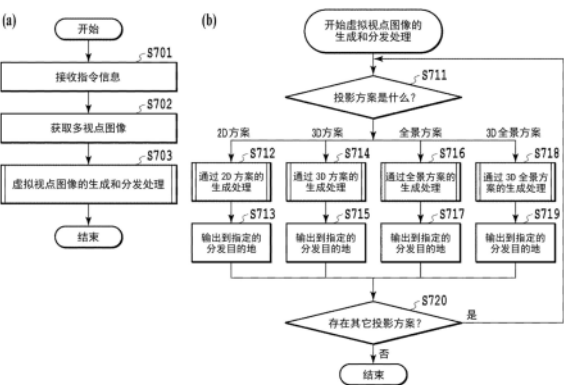 (a)
开始
S701
接收指令信息
S702
获取多视点图像
S703
虚拟视点图像的生成和分发处理
结束
(b)
开始虚拟视点图像的
生成和分发处理
S711
投影方案是什么?
2D方案
3D方案
全景方案
3D全景方案
S712
S714
S716
S718
通过2D方案的
生成处理
通过3D方案的
生成处理
通过全景方案的
生成处理
通过3D全景方
案的生成处理
S713
S715
S717
S719
输出到指定的
分发目的地
输出到指定的
分发目的地
输出到指定的
分发目的地
输出到指定的
分发目的地
S720
存在其它投影方案?
是
否
结束